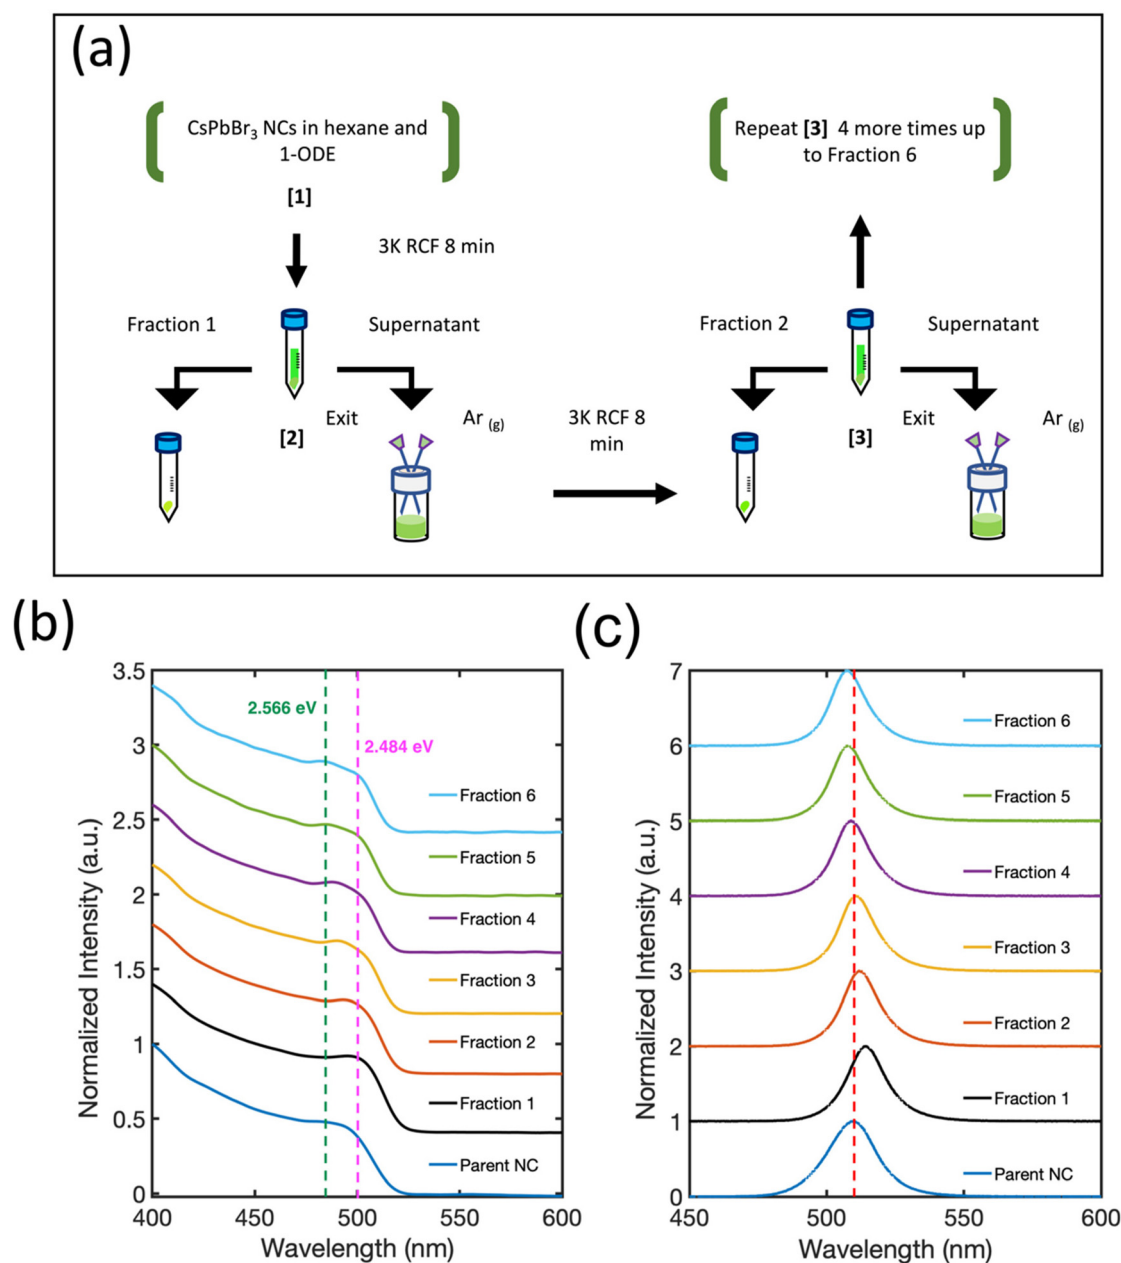 (a)
CsPbBr3 NCs in hexane and
1-ODE
[1]
3K RCF 8 min
Fraction 1
Supernatant
[2]
Exit
Ar (g)
3K RCF 8
min
Repeat [3] 4 more times up
to Fraction 6
Fraction 2
Supernatant
[3]
Exit
Ar (g)
(b)
Normalized Intensity (a.u.)
3.5
3
2.5
2
1.5
1
0.5
0
2.566 eV
2.484 eV
Fraction 6
Fraction 5
Fraction 4
Fraction 3
Fraction 2
Fraction 1
Parent NC
400 450 500 550 600
Wavelength (nm)
(c)
Normalized Intensity (a.u.)
7
6
5
4
3
2
1
0
Fraction 6
Fraction 5
Fraction 4
Fraction 3
Fraction 2
Fraction 1
Parent NC
450 500 550 600
Wavelength (nm)